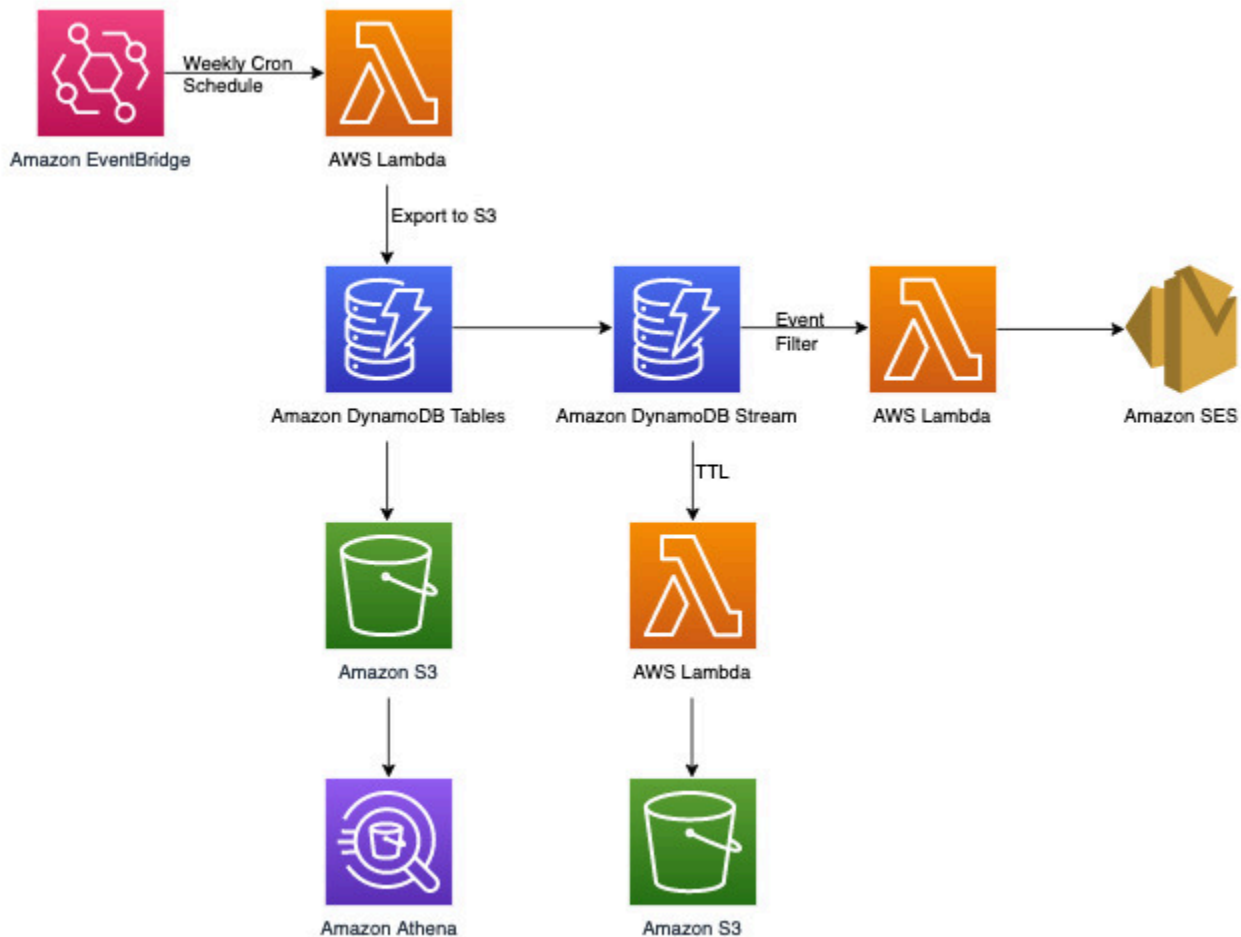 Weekly Cron
Schedule
Amazon EventBridge
AWS Lambda
Export to S3
Event
Filter
Amazon DynamoDB Tables
Amazon DynamoDB Stream
AWS Lambda
Amazon SES
TTL
Amazon S3
AWS Lambda
Amazon Athena
Amazon S3